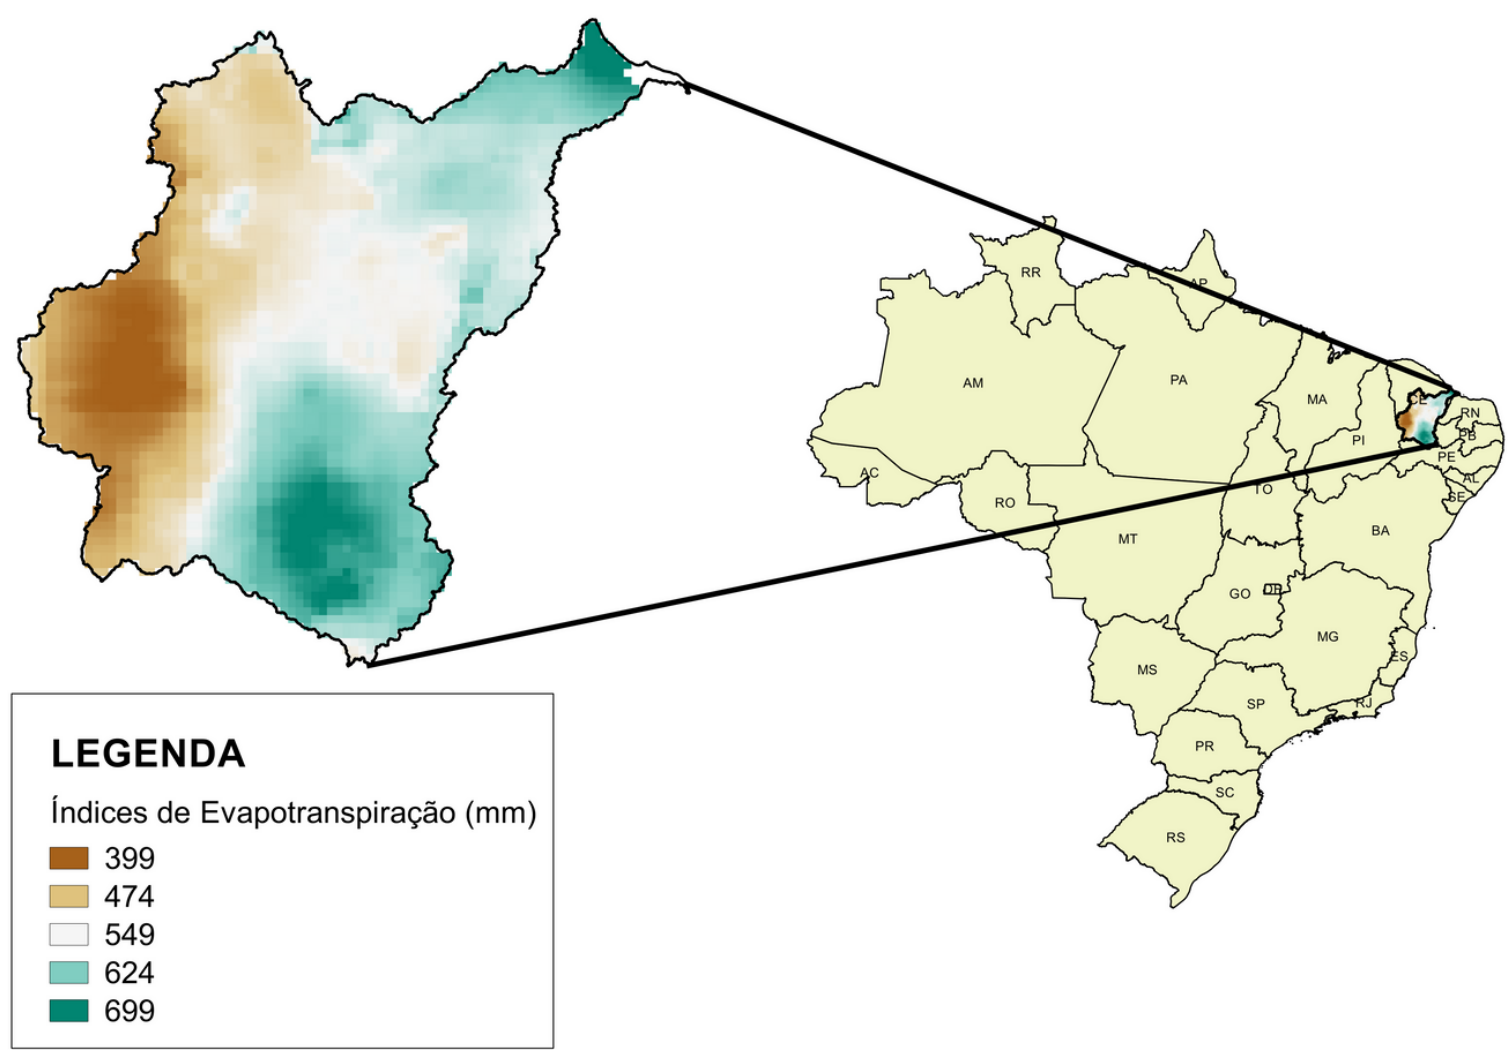 RR
AP
AM
PA
MA
CE
RN
PB
PI
PE
AL
SE
AC
RO
TO
MT
BA
GO
DF
MG
ES
MS
SP
RJ
PR
SC
RS
LEGENDA
Índices de Evapotranspiração (mm)
399
474
549
624
699